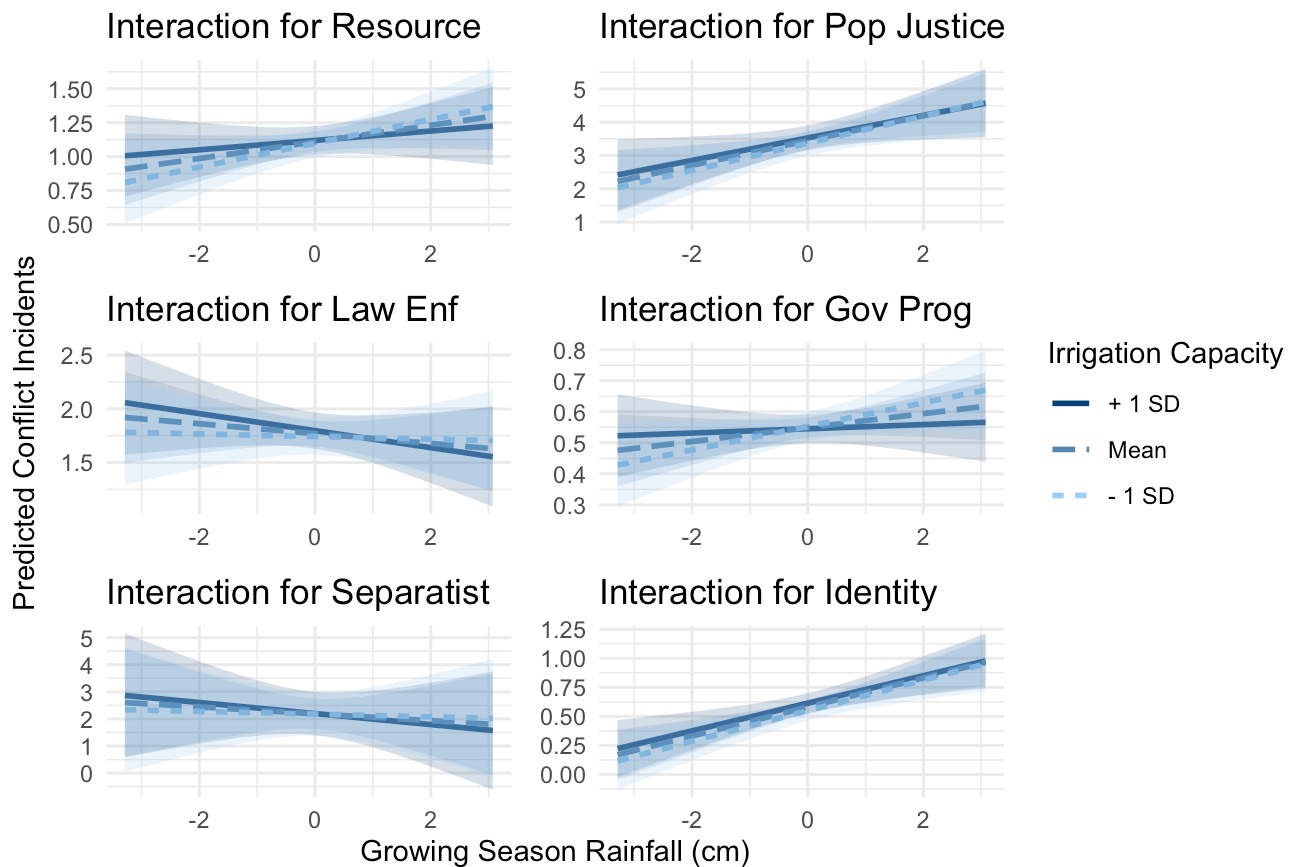 Interaction for Resource
1.50
1.25
1.00
0.75
0.50
-2 0 2
Interaction for Pop Justice
5
4
3
2
1
-2 0 2
Interaction for Law Enf
2.5
2.0
1.5
-2 0 2
Interaction for Gov Prog
0.8
0.7
0.6
0.5
0.4
0.3
-2 0 2
Interaction for Separatist
5
4
3
2
1
0
-2 0 2
Interaction for Identity
1.25
1.00
0.75
0.50
0.25
0.00
-2 0 2
Predicted Conflict Incidents
Growing Season Rainfall (cm)
Irrigation Capacity
+ 1 SD
Mean
- 1 SD